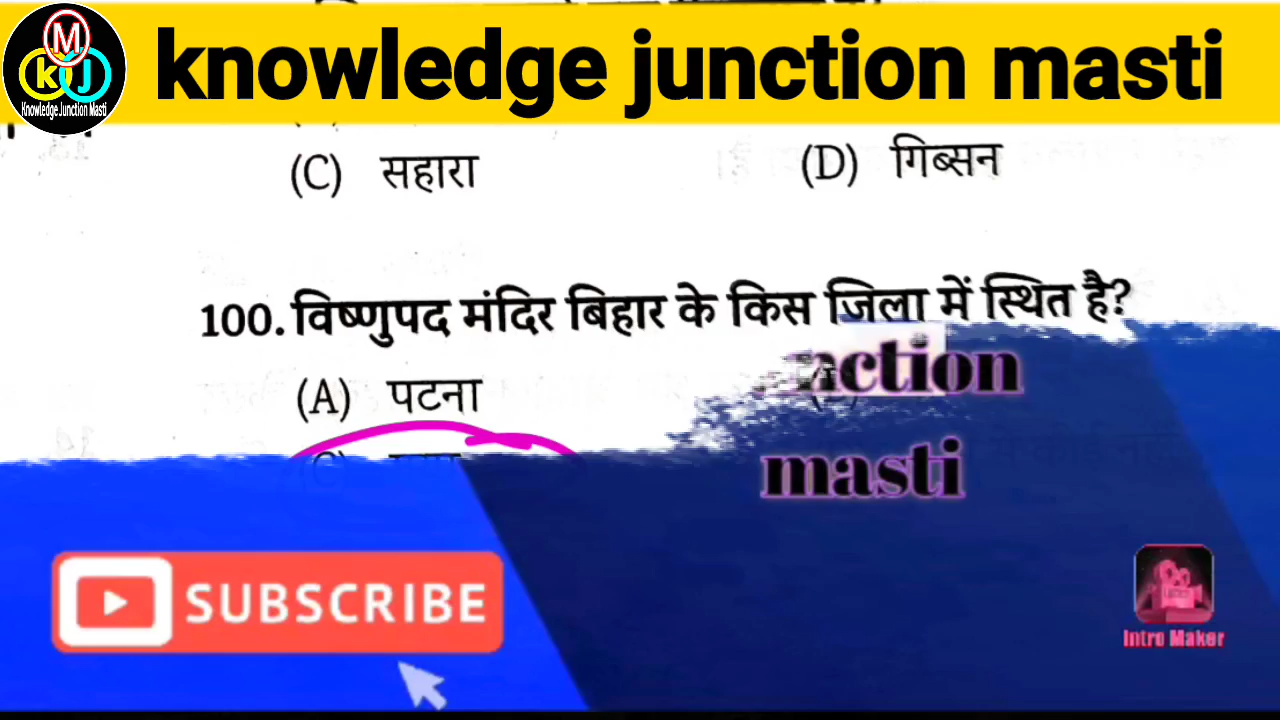 M
K J
Knowledge Junction Masti
knowledge junction masti
(C) सहारा
(D) गिब्सन
100. विष्णुपद मंदिर बिहार के किस जिला में स्थित है?
(A) पटना
nction
(C)
masti
SUBSCRIBE
Intro Maker